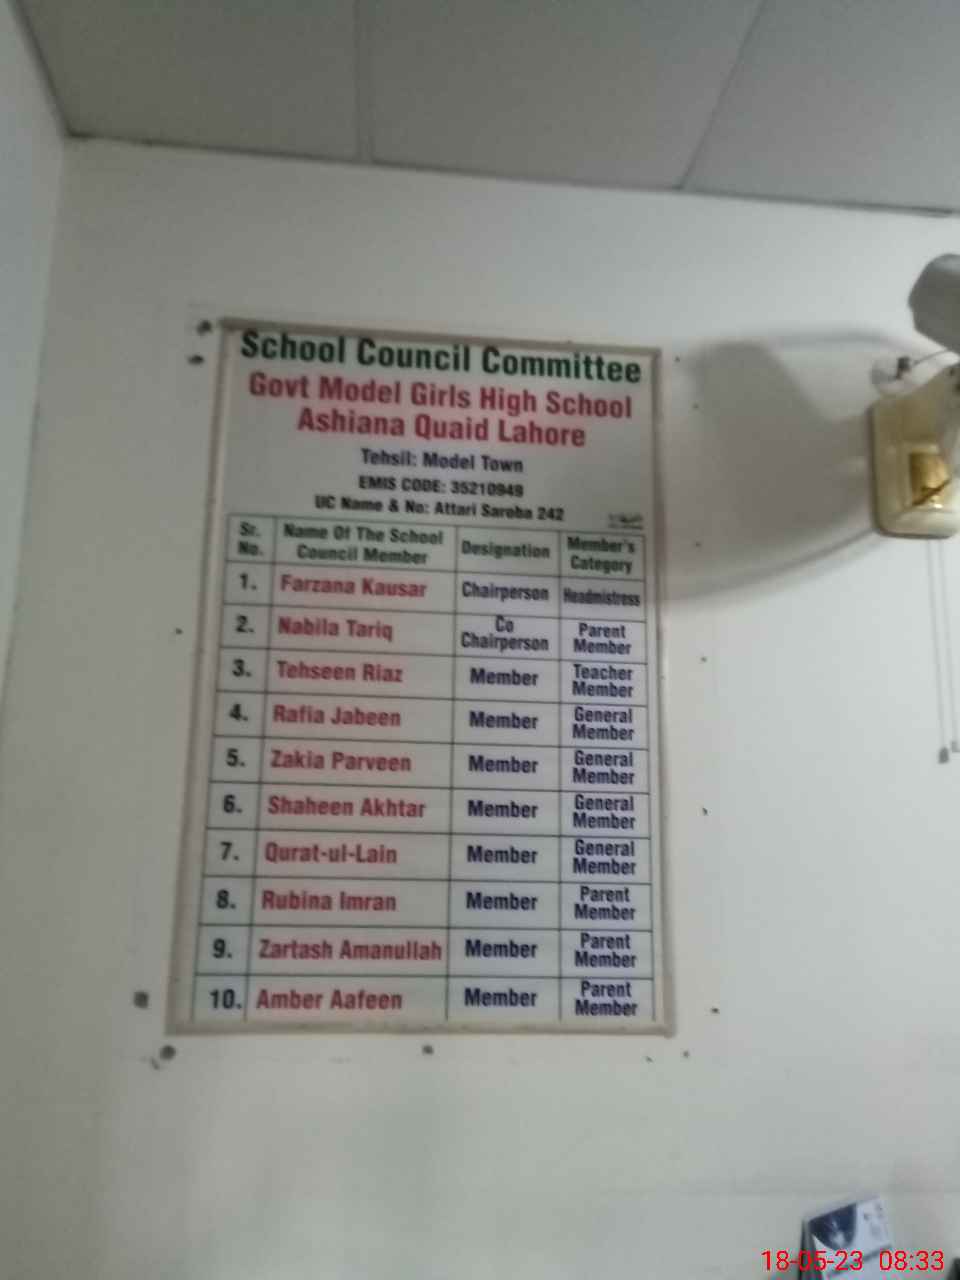 School Council Committee
Govt Model Girls High School
Ashiana Quaid Lahore
Tehsil: Model Town
EMIS CODE: 35210949
UC Name & No: Attari Saroba 242
Sr. No. Name Of The School Council Member Designation Member's Category
1. Farzana Kausar Chairperson Headmistress
2. Nabila Tariq Co Chairperson Parent Member
3. Tehseen Riaz Member Teacher Member
4. Rafia Jabeen Member General Member
5. Zakia Parveen Member General Member
6. Shaheen Akhtar Member General Member
7. Qurat-ul-Lain Member General Member
8. Rubina Imran Member Parent Member
9. Zartash Amanullah Member Parent Member
10. Amber Aafeen Member Parent Member
18-05-23 08:33